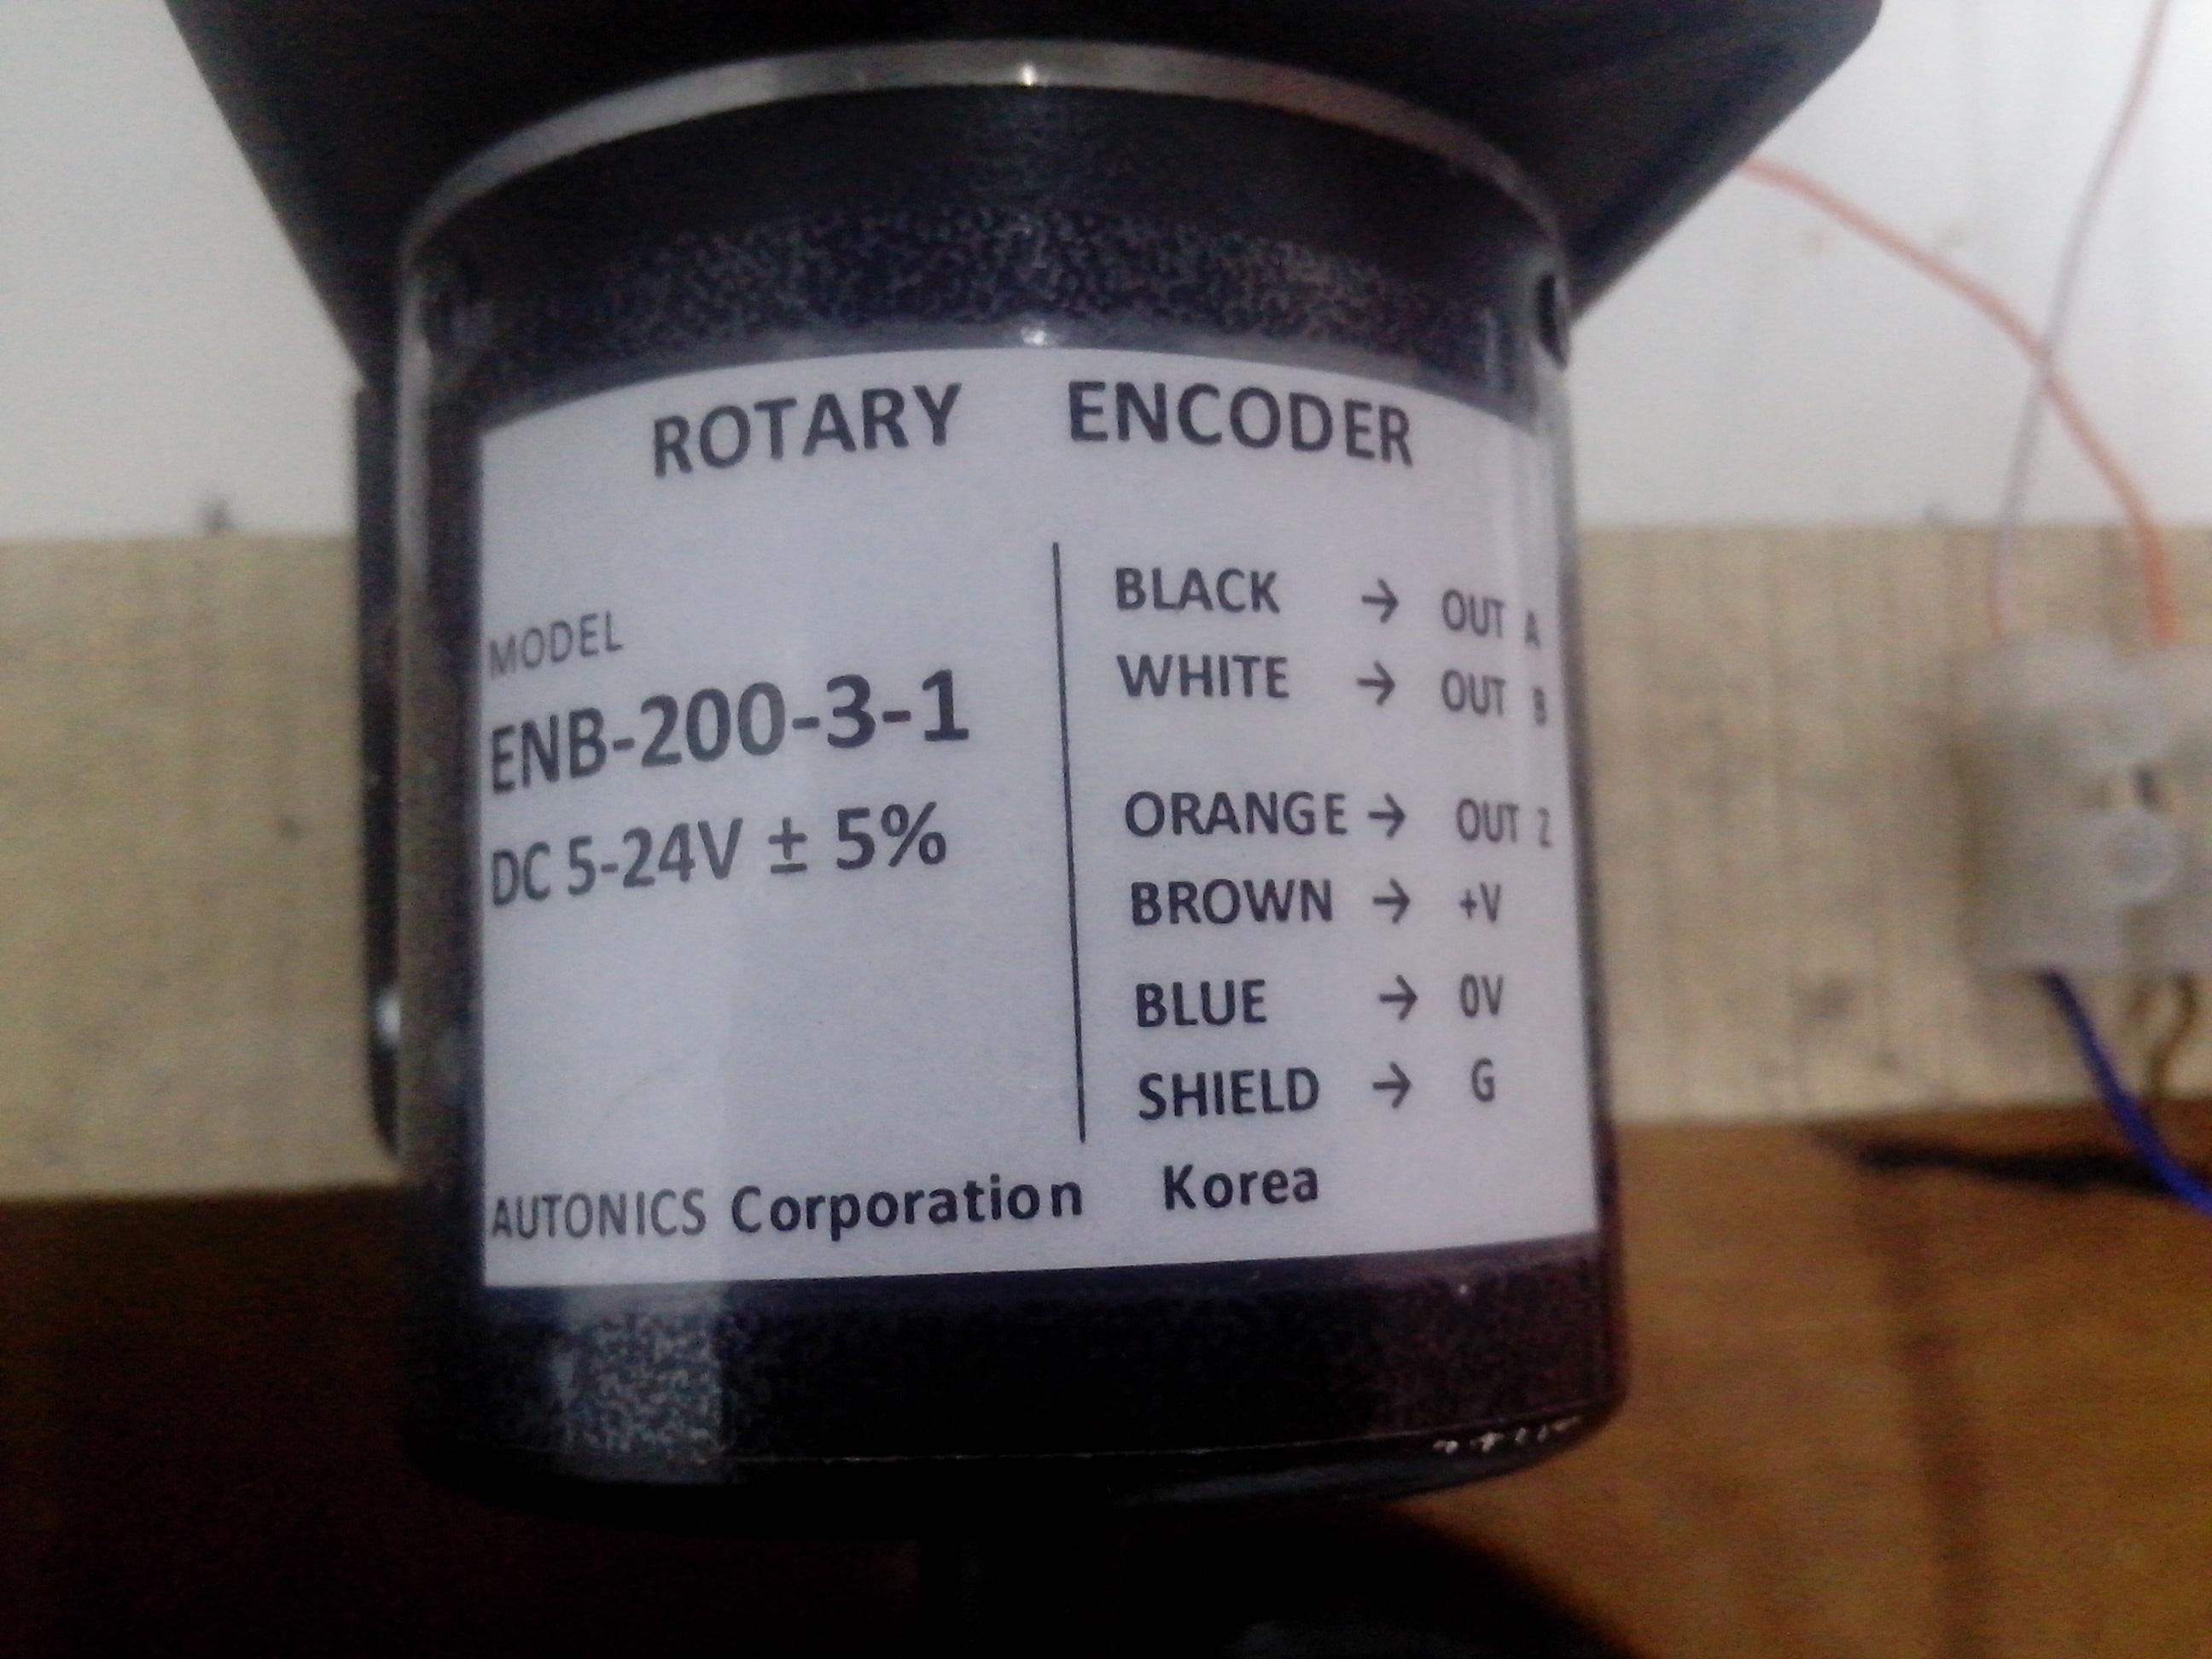 ROTARY ENCODER
MODEL
ENB-200-3-1
DC 5-24V ± 5%
BLACK → OUT A
WHITE → OUT B
ORANGE → OUT Z
BROWN → +V
BLUE → 0V
SHIELD → G
AUTONICS Corporation Korea